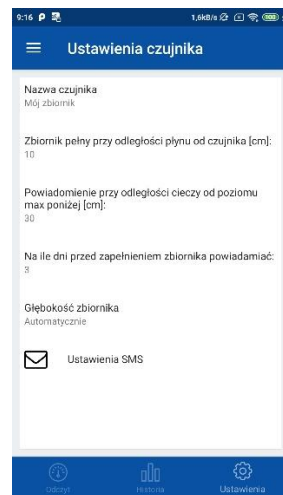 9:16
1,6kB/s
100
Ustawienia czujnika
Nazwa czujnika
Mój zbiornik
Zbiornik pełny przy odległości płynu od czujnika [cm]:
10
Powiadomienie przy odległości cieczy od poziomu
max poniżej [cm]:
30
Na ile dni przed zapełnieniem zbiornika powiadamiać:
3
Głębokość zbiornika
Automatycznie
Ustawienia SMS
Odczyt
Historia
Ustawienia